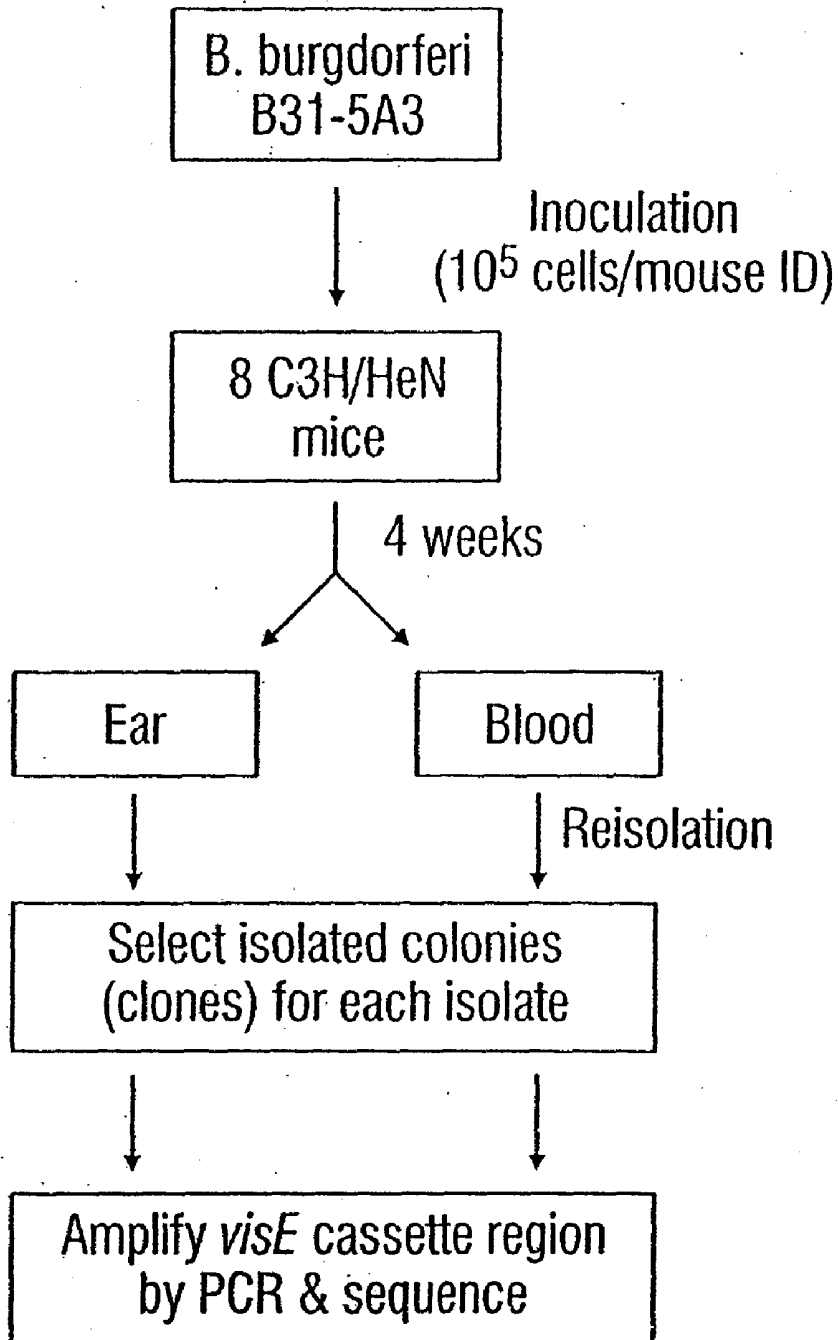 B. burgdorferi
B31-5A3
Inoculation
(10⁵ cells/mouse ID)
8 C3H/HeN
mice
4 weeks
Ear
Blood
Reisolation
Select isolated colonies
(clones) for each isolate
Amplify visE cassette region
by PCR & sequence